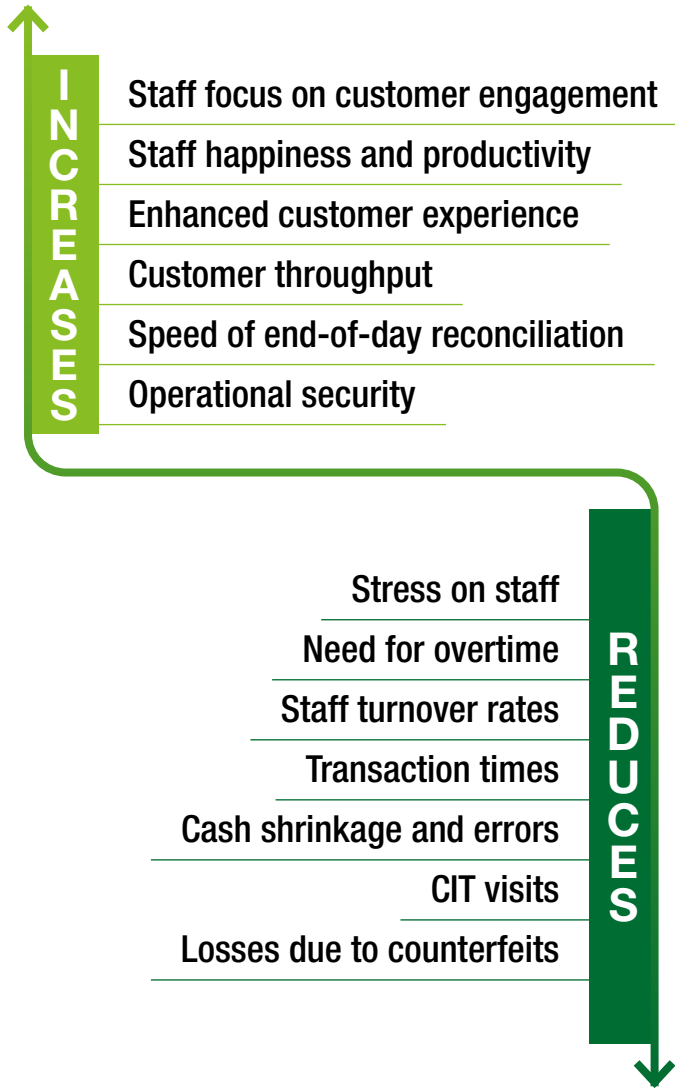 INCREASES
Staff focus on customer engagement
Staff happiness and productivity
Enhanced customer experience
Customer throughput
Speed of end-of-day reconciliation
Operational security
REDUCES
Stress on staff
Need for overtime
Staff turnover rates
Transaction times
Cash shrinkage and errors
CIT visits
Losses due to counterfeits